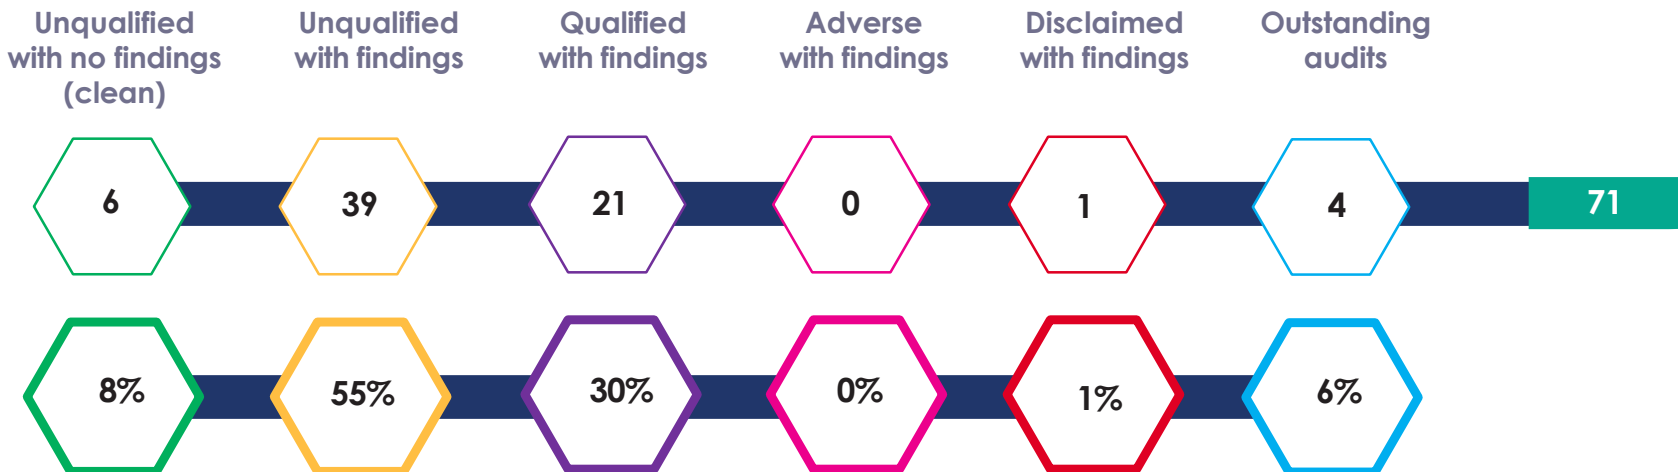 Unqualified
with no findings
(clean)
Unqualified
with findings
Qualified
with findings
Adverse
with findings
Disclaimed
with findings
Outstanding
audits
6
39
21
0
1
4
71
8%
55%
30%
0%
1%
6%